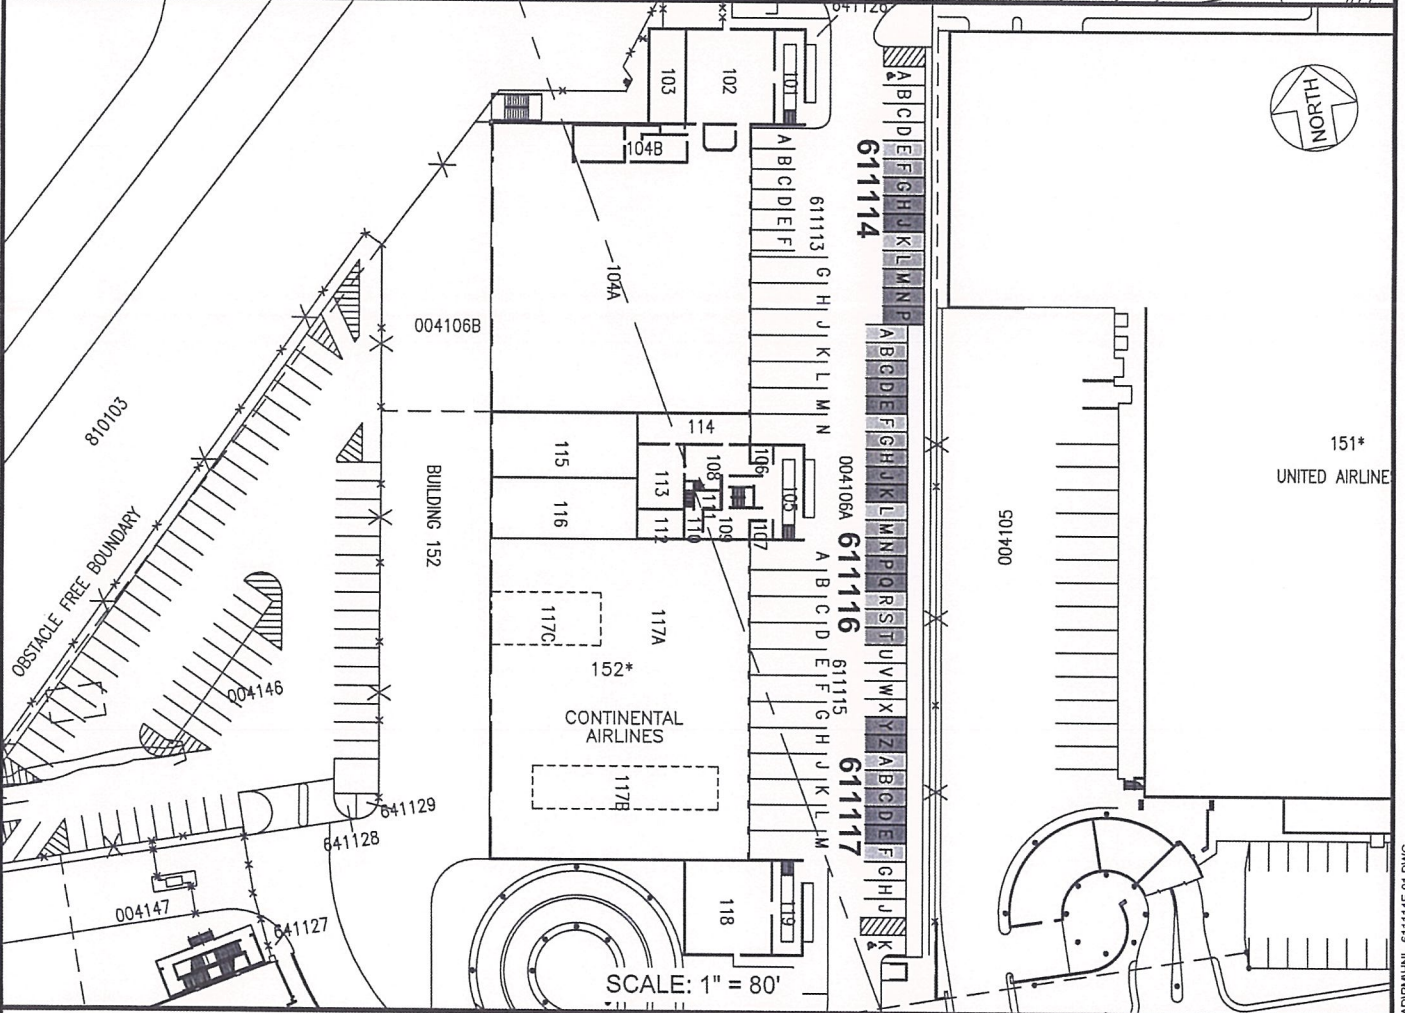 641126
103
102
101
NORTH
&
A
B
C
D
E
F
G
H
J
K
L
M
N
P
611114
104B
A
B
C
D
E
F
611113
G
H
J
K
L
M
N
104A
004106B
810103
OBSTACLE FREE BOUNDARY
BUILDING 152
114
115
116
113
112
108
106
105
111
110
109
107
004106A
A
B
C
D
E
F
G
H
J
K
L
M
N
P
Q
R
S
T
U
V
W
X
Y
Z
611116
004105
151*
UNITED AIRLINES
117C
117A
152*
CONTINENTAL
AIRLINES
117B
A
B
C
D
E
F
G
H
J
K
L
M
611115
611117
A
B
C
D
E
F
G
H
J
K
&
004146
641129
641128
004147
641127
118
119
SCALE: 1" = 80'